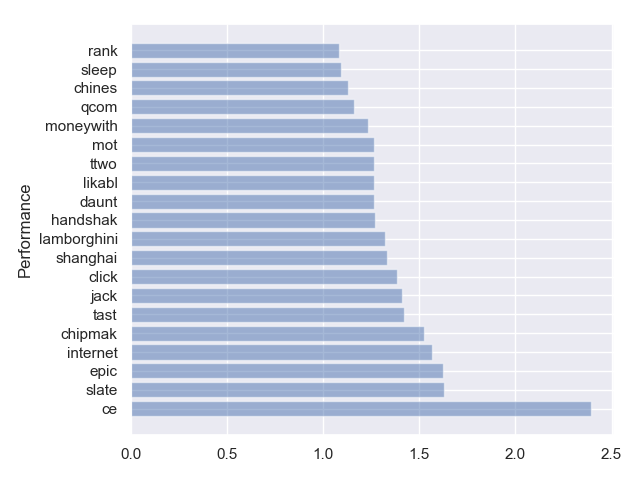 rank
sleep
chines
qcom
moneywith
mot
ttwo
likabl
daunt
handshak
lamborghini
shanghai
click
jack
tast
chipmak
internet
epic
slate
ce
Performance
0.0 0.5 1.0 1.5 2.0 2.5